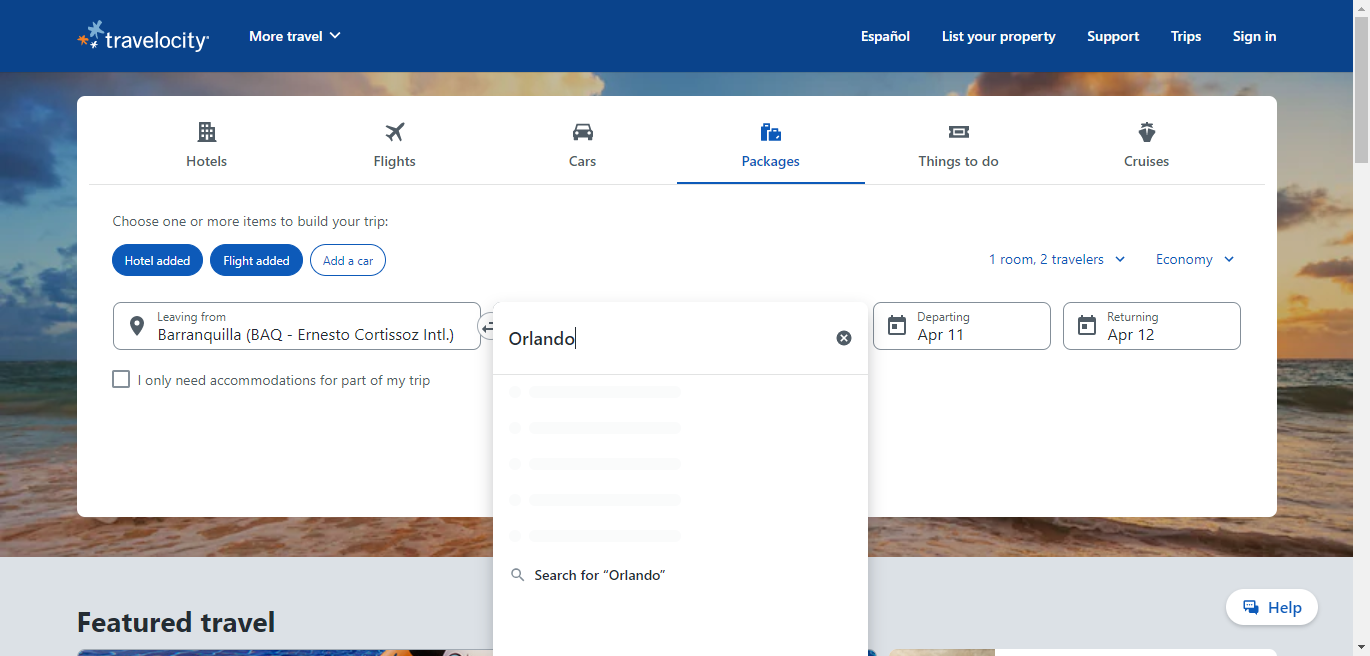 travelocity
More travel
Español
List your property
Support
Trips
Sign in
Hotels
Flights
Cars
Packages
Things to do
Cruises
Choose one or more items to build your trip:
Hotel added
Flight added
Add a car
1 room, 2 travelers
Economy
Leaving from
Barranquilla (BAQ - Ernesto Cortissoz Intl.)
Orlando
Departing
Apr 11
Returning
Apr 12
I only need accommodations for part of my trip
Search for “Orlando”
Help
Featured travel